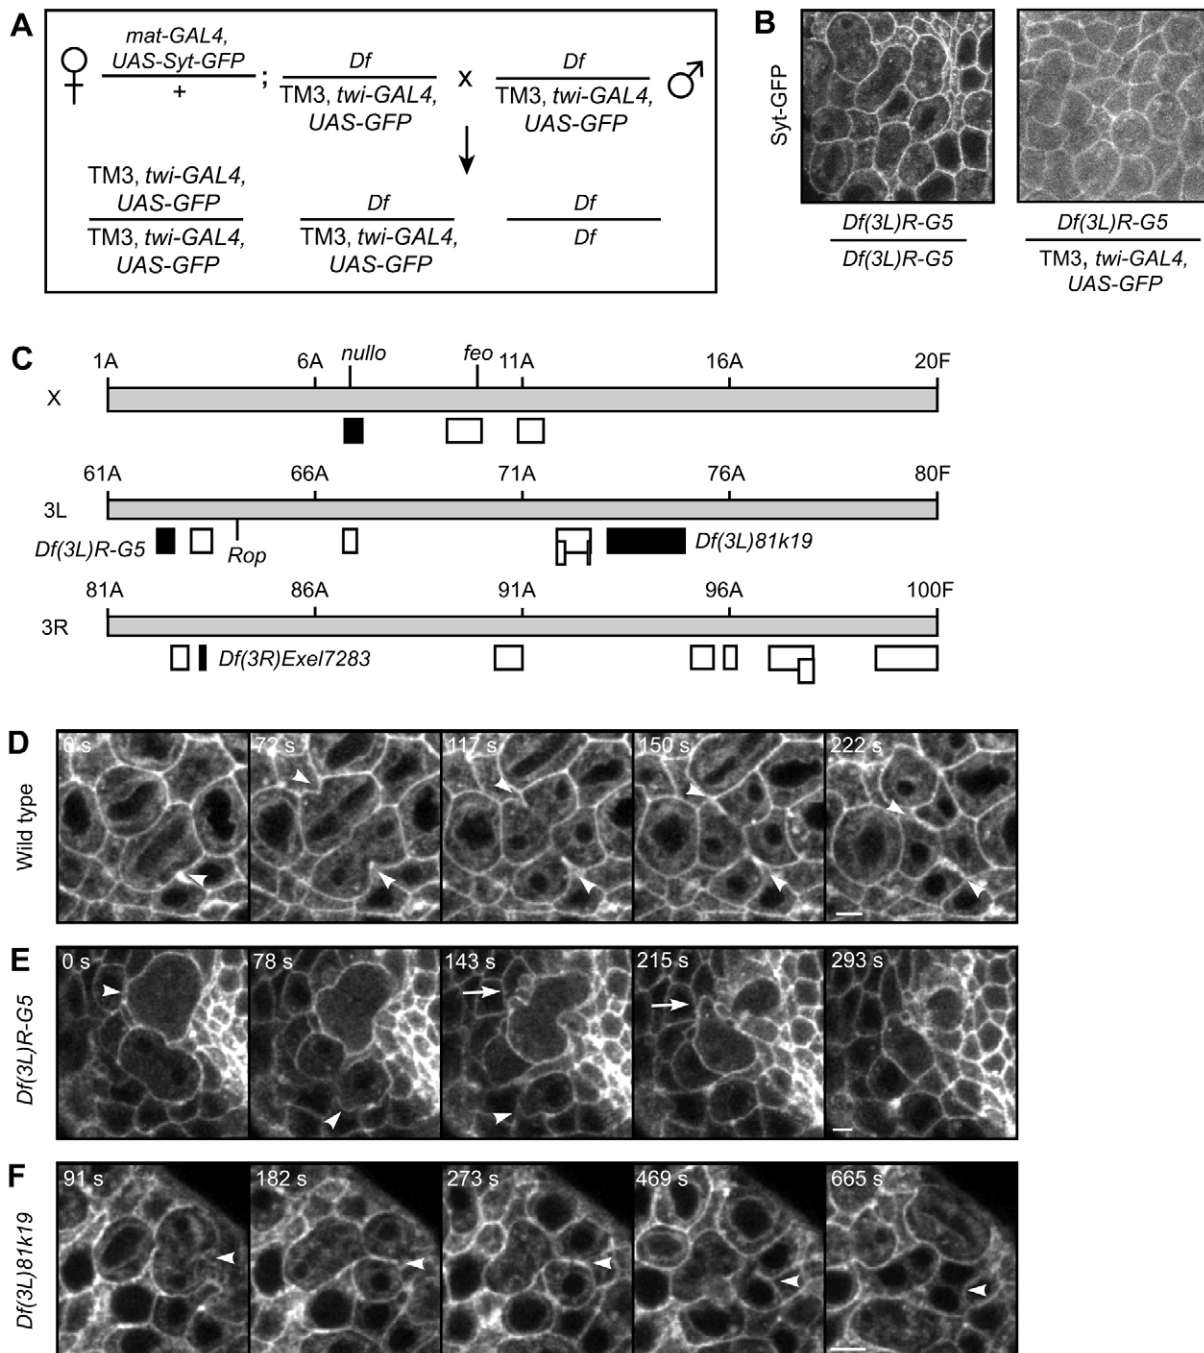 A
mat-GAL4,
UAS-Syt-GFP
+
;
Df
TM3, twi-GAL4,
UAS-GFP
x
Df
TM3, twi-GAL4,
UAS-GFP
TM3, twi-GAL4,
UAS-GFP
TM3, twi-GAL4,
UAS-GFP
Df
TM3, twi-GAL4,
UAS-GFP
Df
Df
B
Syt-GFP
Df(3L)R-G5
Df(3L)R-G5
Df(3L)R-G5
TM3, twi-GAL4,
UAS-GFP
C
1A 6A nullo feo 11A 16A 20F
X
61A 66A 71A 76A 80F
3L
Df(3L)R-G5 Rop Df(3L)81k19
81A 86A 91A 96A 100F
3R
Df(3R)Exel7283
D
Wild type
0 s 72 s 117 s 150 s 222 s
E
Df(3L)R-G5
0 s 78 s 143 s 215 s 293 s
F
Df(3L)81k19
91 s 182 s 273 s 469 s 665 s